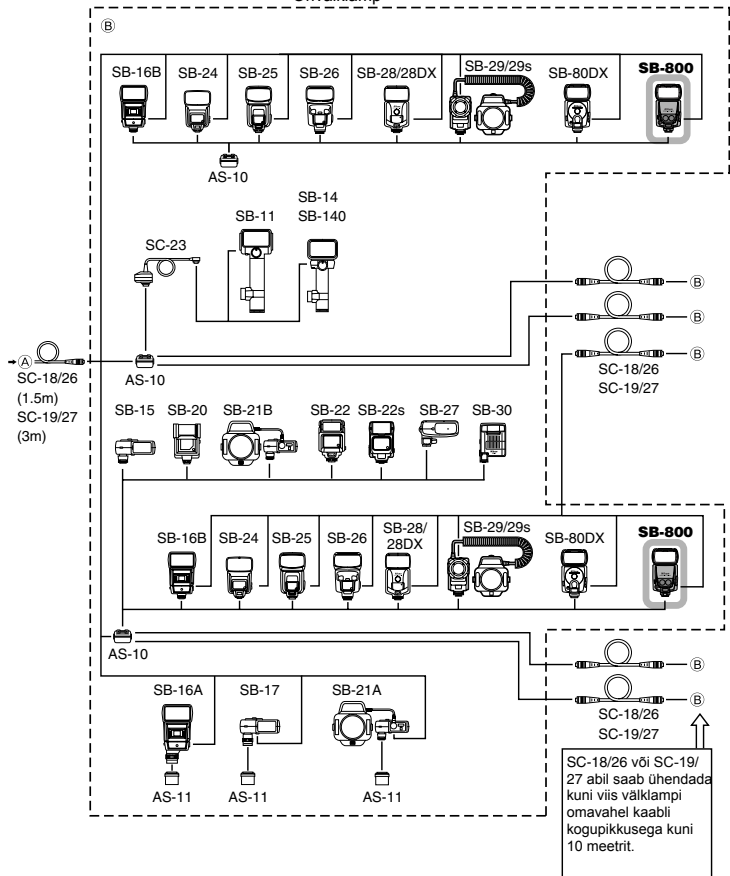 Ⓑ
SB-16B SB-24 SB-25 SB-26 SB-28/28DX SB-29/29s SB-80DX SB-800
AS-10
SB-11
SB-14
SB-140
SC-23
Ⓑ
Ⓑ
Ⓐ
AS-10
Ⓑ
SC-18/26
(1.5m)
SC-19/27
(3m)
SC-18/26
SC-19/27
SB-15 SB-20 SB-21B SB-22 SB-22s SB-27 SB-30
SB-16B SB-24 SB-25 SB-26 SB-28/
28DX
SB-29/29s SB-80DX SB-800
AS-10
Ⓑ
Ⓑ
SC-18/26
SC-19/27
SB-16A SB-17 SB-21A
AS-11 AS-11 AS-11
SC-18/26 või SC-19/
27 abil saab ühendada
kuni viis välklampi
omavahel kaabli
kogupikkusega kuni
10 meetrit.